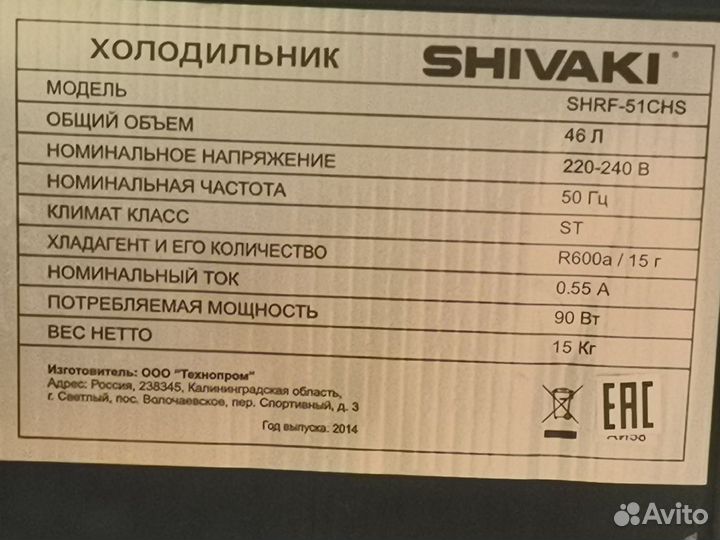 ХОЛОДИЛЬНИК SHIVAKI
МОДЕЛЬ SHRF-51CHS
ОБЩИЙ ОБЪЕМ 46 Л
НОМИНАЛЬНОЕ НАПРЯЖЕНИЕ 220-240 В
НОМИНАЛЬНАЯ ЧАСТОТА 50 Гц
КЛИМАТ КЛАСС ST
ХЛАДАГЕНТ И ЕГО КОЛИЧЕСТВО R600a / 15 г
НОМИНАЛЬНЫЙ ТОК 0.55 А
ПОТРЕБЛЯЕМАЯ МОЩНОСТЬ 90 Вт
ВЕС НЕТТО 15 Кг
Изготовитель: ООО "Технопром"
Адрес: Россия, 238345, Калининградская область,
г. Светлый, пос. Волочаевское, пер. Спортивный, д. 3
Год выпуска. 2014
EAC
Avito